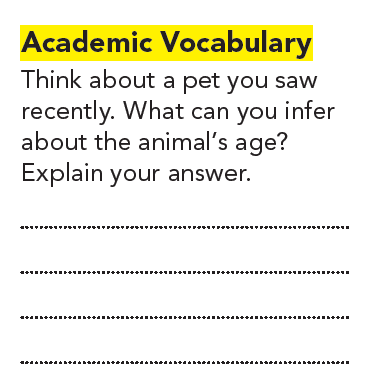 Academic Vocabulary
Think about a pet you saw
recently. What can you infer
about the animal's age?
Explain your answer.